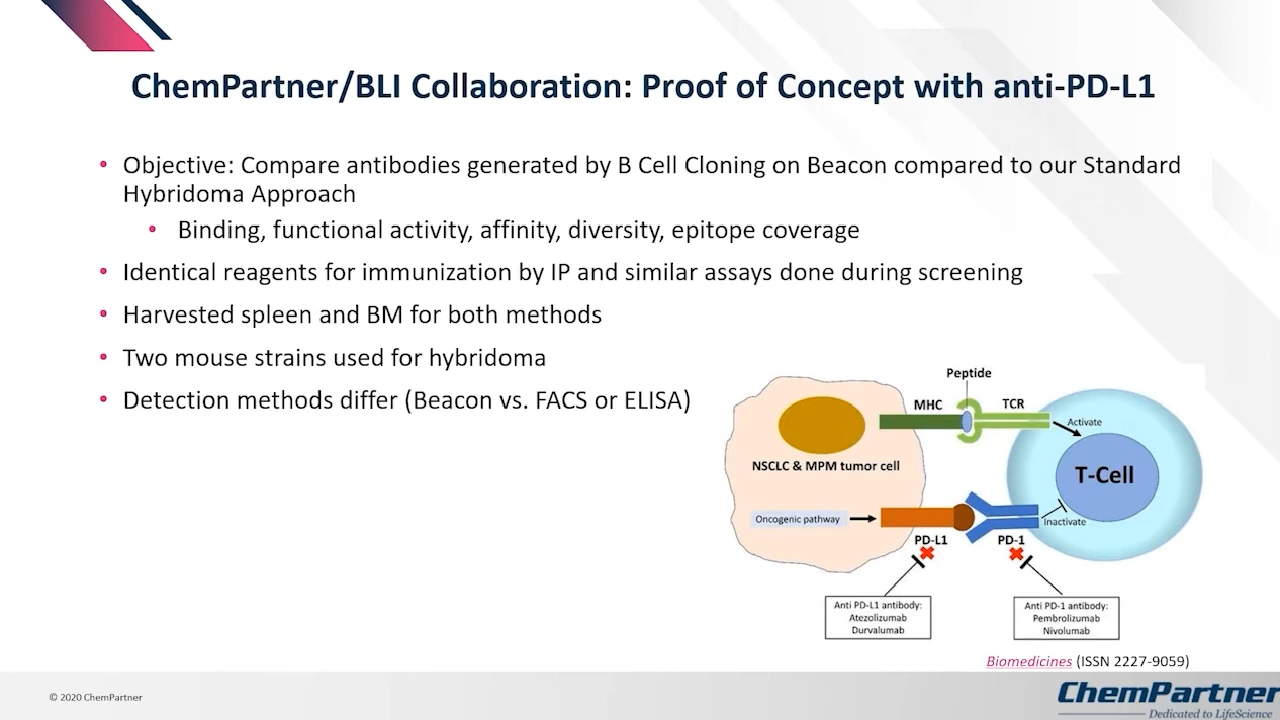 ChemPartner/BLI Collaboration: Proof of Concept with anti-PD-L1
• Objective: Compare antibodies generated by B Cell Cloning on Beacon compared to our Standard
Hybridoma Approach
• Binding, functional activity, affinity, diversity, epitope coverage
• Identical reagents for immunization by IP and similar assays done during screening
• Harvested spleen and BM for both methods
• Two mouse strains used for hybridoma
• Detection methods differ (Beacon vs. FACS or ELISA)
Peptide
MHC
TCR
Activate
NSCLC & MPM tumor cell
T-Cell
Oncogenic pathway
Inactivate
PD-L1
PD-1
Anti PD-L1 antibody:
Atezolizumab
Durvalumab
Anti PD-1 antibody:
Pembrolizumab
Nivolumab
Biomedicines (ISSN 2227-9059)
© 2020 ChemPartner
ChemPartner
Dedicated to LifeScience